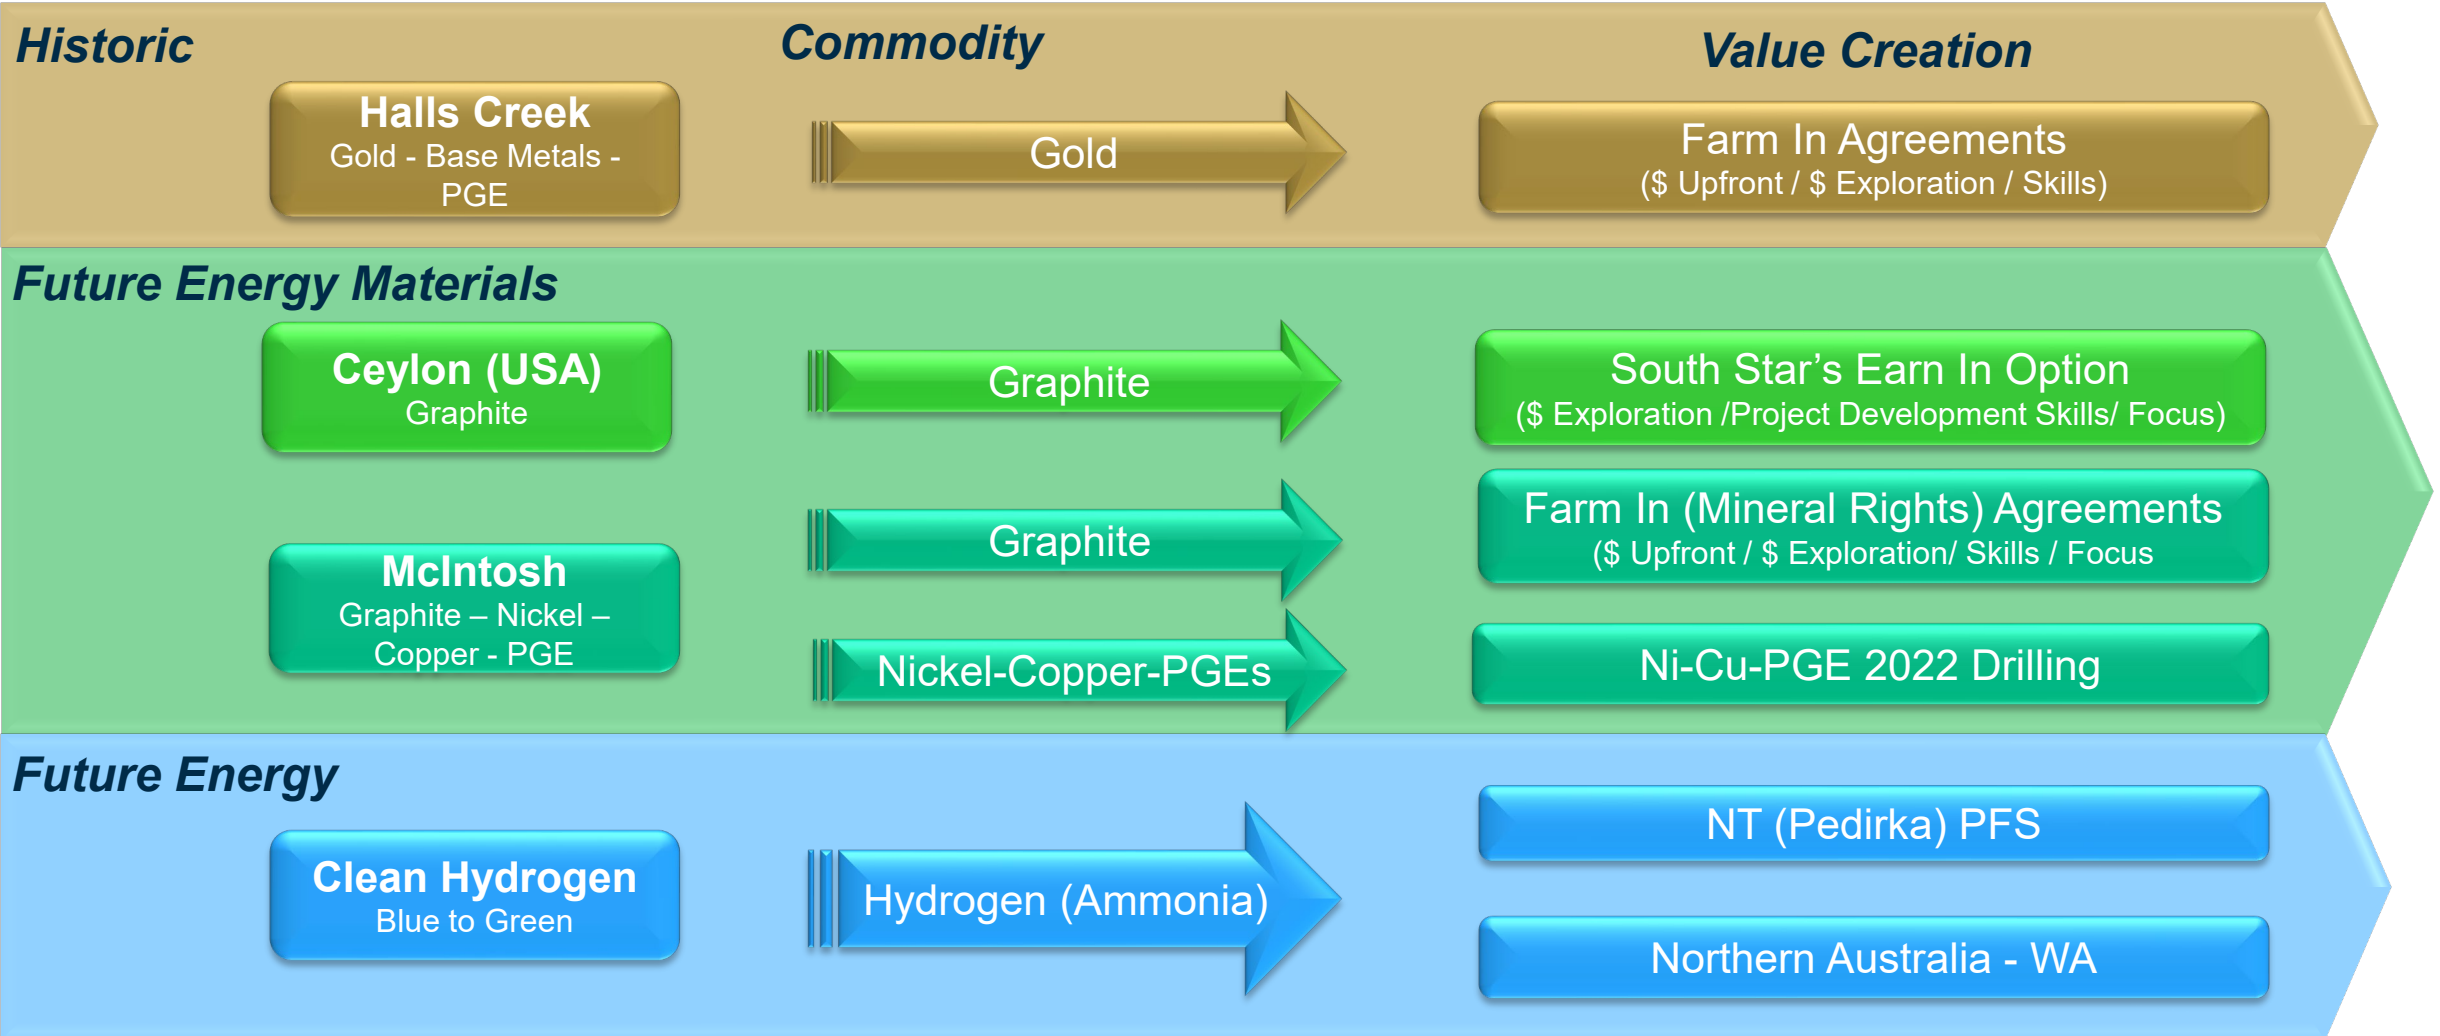 Historic
Commodity
Value Creation
Halls Creek
Gold - Base Metals -
PGE
Gold
Farm In Agreements
($ Upfront / $ Exploration / Skills)
Future Energy Materials
Ceylon (USA)
Graphite
Graphite
South Star’s Earn In Option
($ Exploration /Project Development Skills/ Focus)
McIntosh
Graphite – Nickel –
Copper - PGE
Graphite
Farm In (Mineral Rights) Agreements
($ Upfront / $ Exploration/ Skills / Focus
Nickel-Copper-PGEs
Ni-Cu-PGE 2022 Drilling
Future Energy
Clean Hydrogen
Blue to Green
Hydrogen (Ammonia)
NT (Pedirka) PFS
Northern Australia - WA